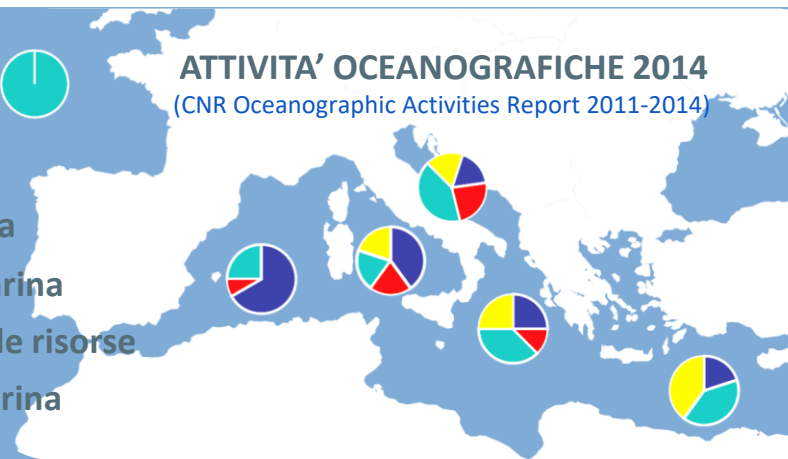 ATTIVITA’ OCEANOGRAFICHE 2014
(CNR Oceanographic Activities Report 2011-2014)
a
rina
le risorse
rina